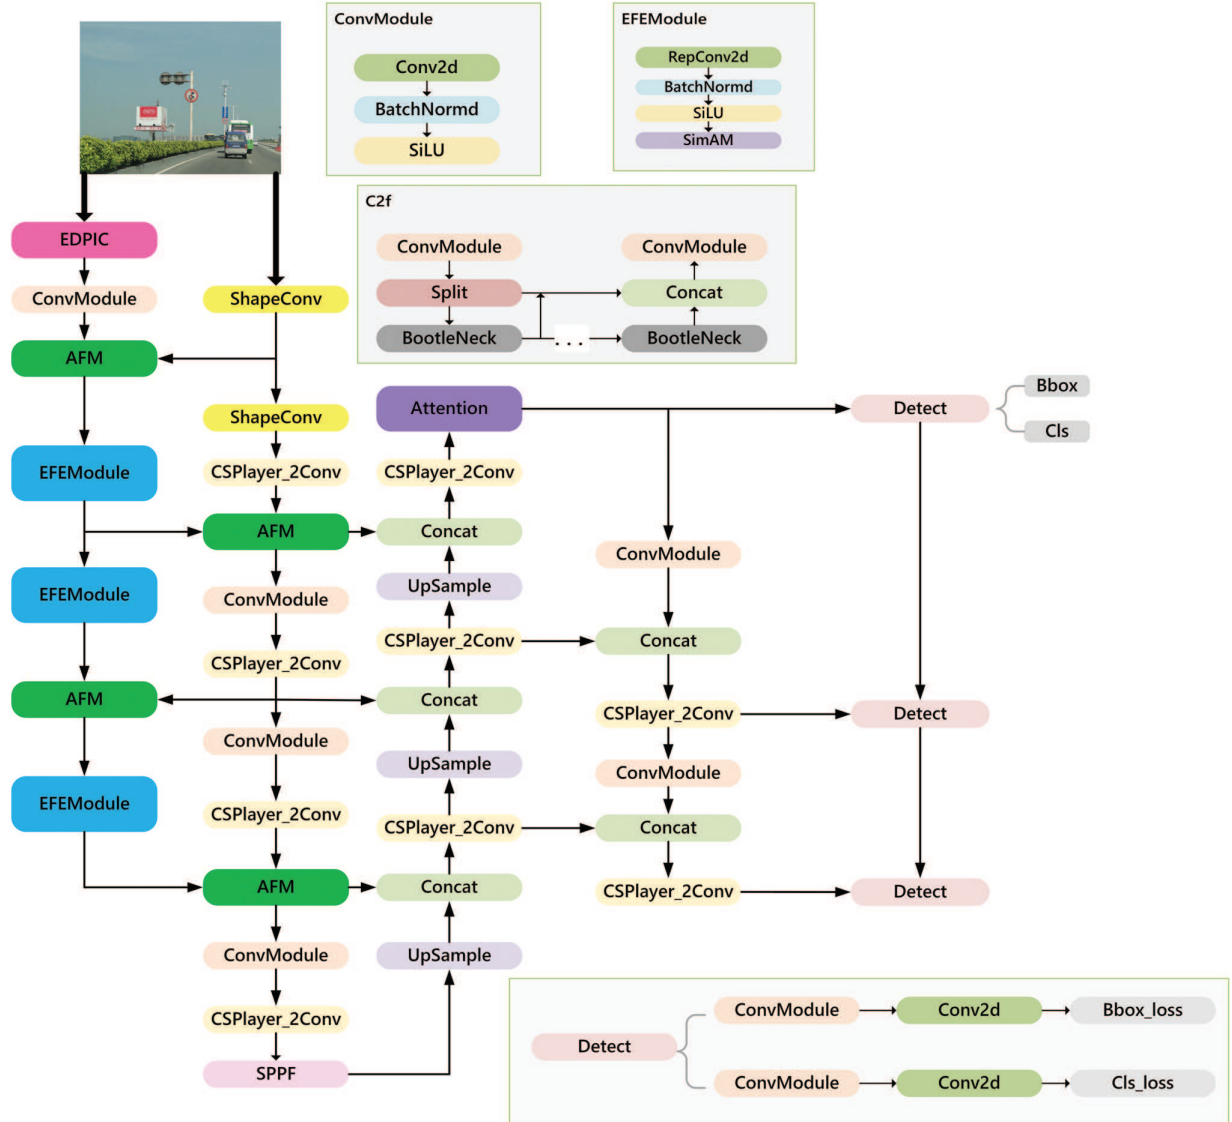 ConvModule
Conv2d
BatchNormd
SiLU
EFEModule
RepConv2d
BatchNormd
SiLU
SimAM
C2f
ConvModule
ConvModule
Split
Concat
BootleNeck
. . .
BootleNeck
EDPIC
ConvModule
AFM
EFEModule
EFEModule
AFM
EFEModule
ShapeConv
ShapeConv
CSPlayer_2Conv
AFM
ConvModule
CSPlayer_2Conv
ConvModule
CSPlayer_2Conv
AFM
ConvModule
CSPlayer_2Conv
SPPF
Attention
CSPlayer_2Conv
Concat
UpSample
CSPlayer_2Conv
Concat
UpSample
CSPlayer_2Conv
Concat
UpSample
ConvModule
Concat
CSPlayer_2Conv
ConvModule
Concat
CSPlayer_2Conv
Detect
Bbox
Cls
Detect
Detect
Detect
ConvModule
Conv2d
Bbox_loss
ConvModule
Conv2d
Cls_loss